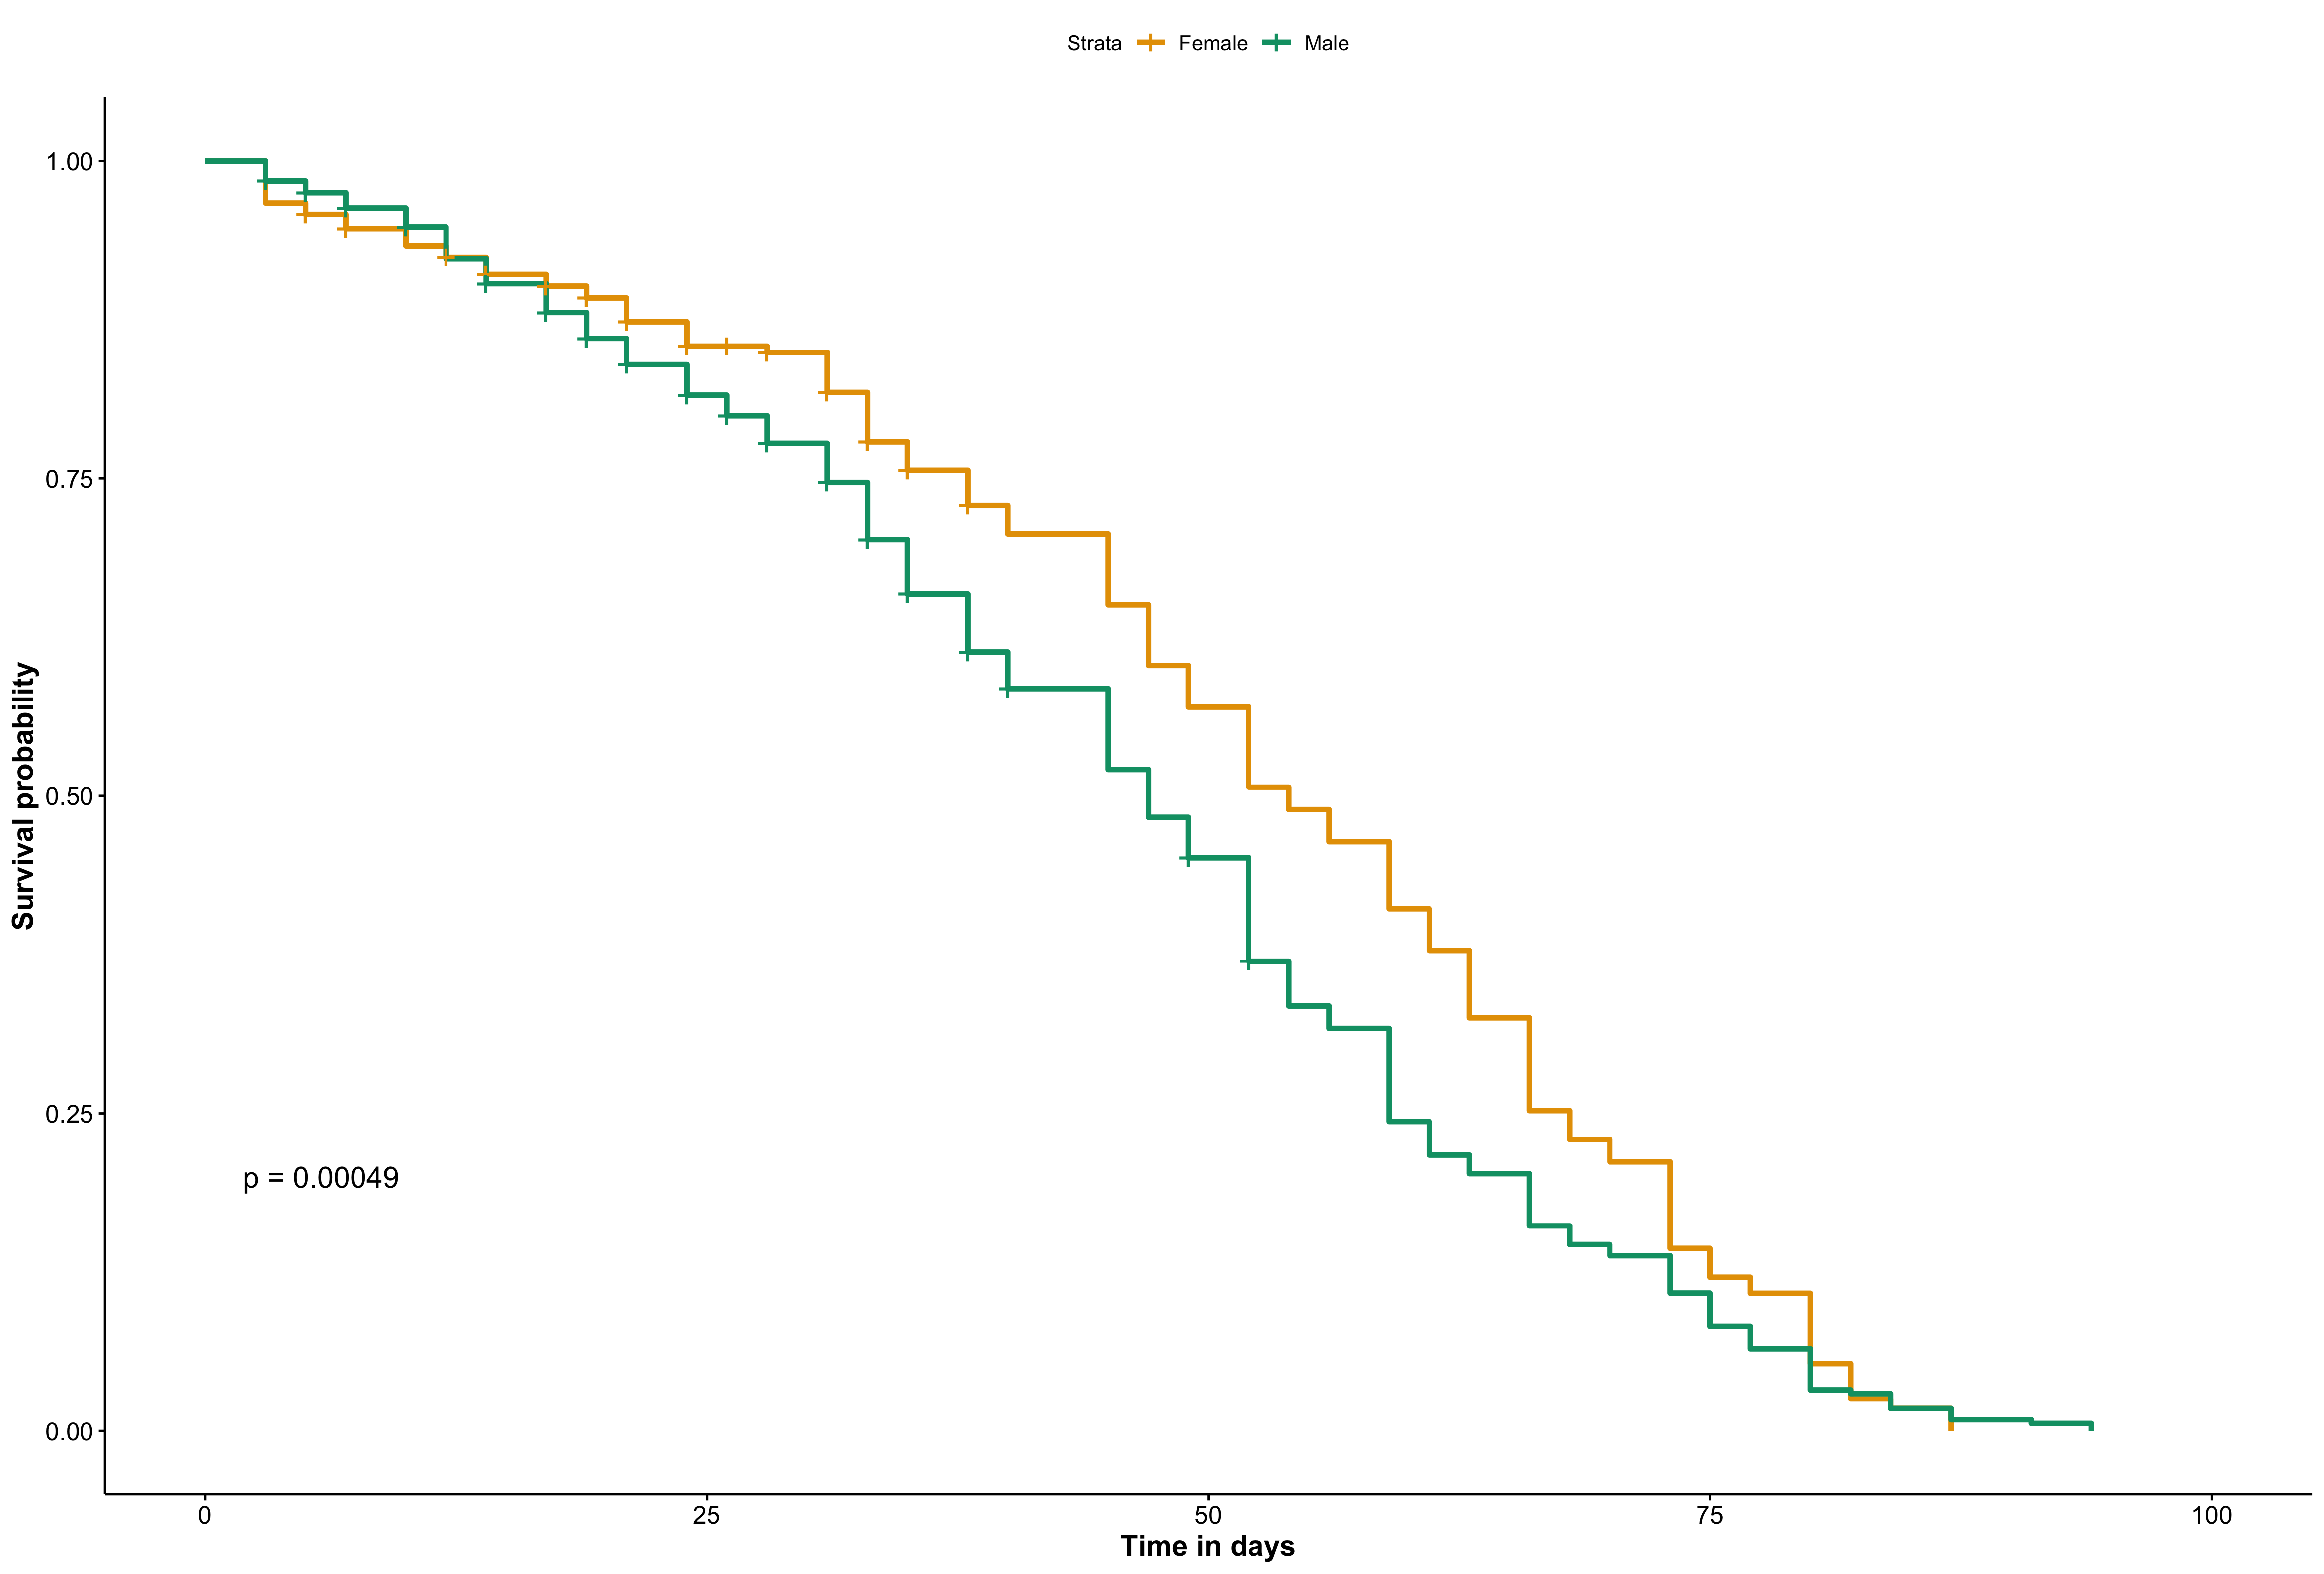 Strata Female Male
1.00
0.75
0.50
0.25
0.00
Survival probability
p = 0.00049
0 25 50 75 100
Time in days